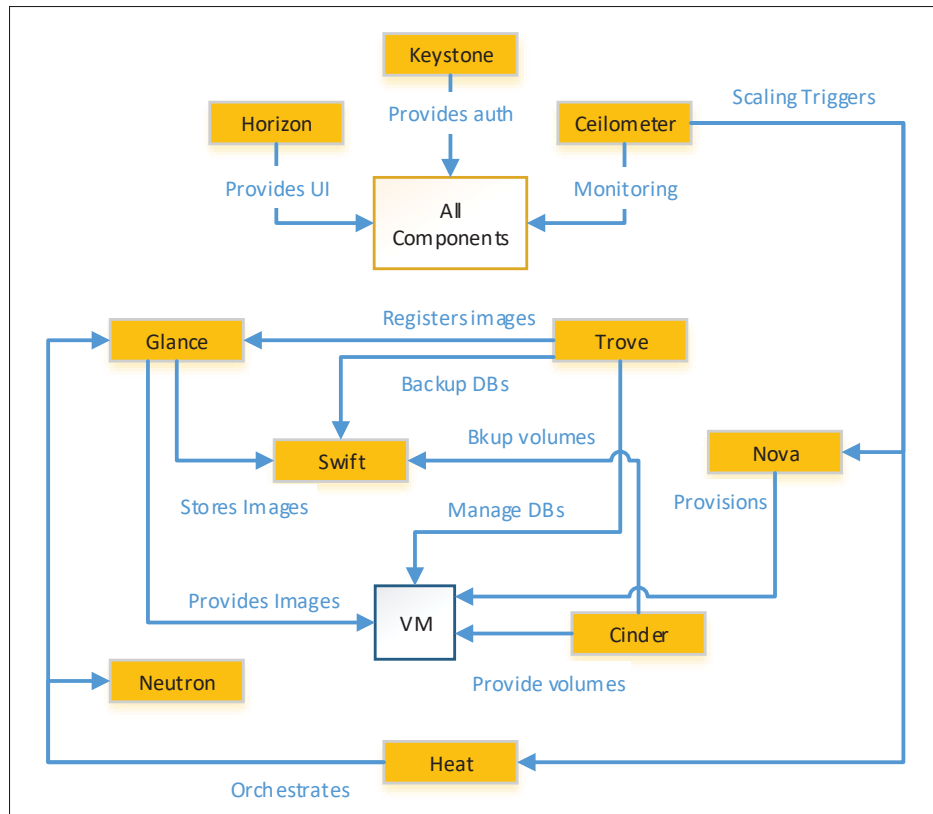 Keystone
Scaling Triggers
Provides auth
Horizon
Ceilometer
Provides UI
Monitoring
All
Components
Registers images
Glance
Trove
Backup DBs
Bkup volumes
Swift
Nova
Stores Images
Manage DBs
Provisions
Provides Images
VM
Cinder
Neutron
Provide volumes
Heat
Orchestrates